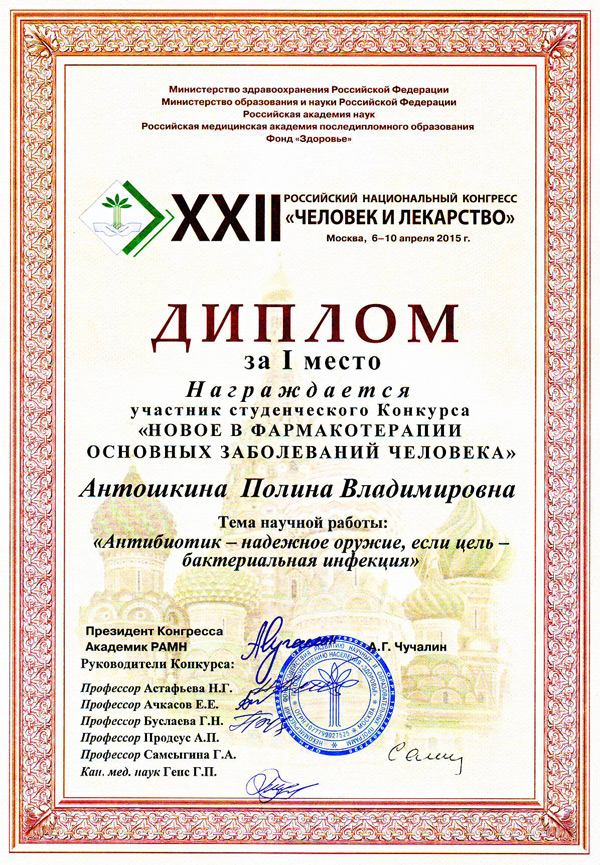 Министерство здравоохранения Российской Федерации
Министерство образования и науки Российской Федерации
Российская академия наук
Российская медицинская академия последипломного образования
Фонд «Здоровье»
XXII
РОССИЙСКИЙ НАЦИОНАЛЬНЫЙ КОНГРЕСС
«ЧЕЛОВЕК И ЛЕКАРСТВО»
Москва, 6–10 апреля 2015 г.
ДИПЛОМ
за I место
Награждается
участник студенческого Конкурса
«НОВОЕ В ФАРМАКОТЕРАПИИ
ОСНОВНЫХ ЗАБОЛЕВАНИЙ ЧЕЛОВЕКА»
Антошкина Полина Владимировна
Тема научной работы:
«Антибиотик – надежное оружие, если цель –
бактериальная инфекция»
Президент Конгресса
Академик РАМН
А.Г. Чучалин
Руководители Конкурса:
Профессор Астафьева Н.Г.
Профессор Ачкасов Е.Е.
Профессор Буслаева Г.Н.
Профессор Продеус А.П.
Профессор Самсыгина Г.А.
Кан. мед. наук Гепс Г.П.
МОСКВА